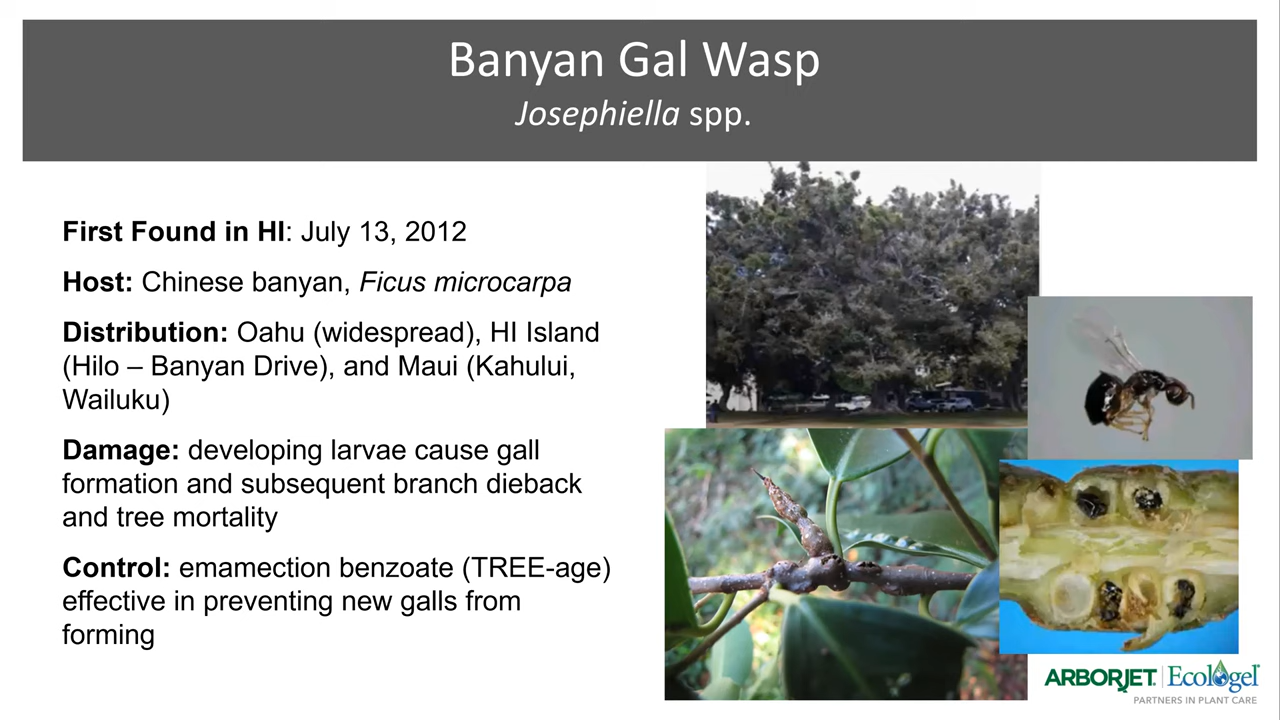 Banyan Gal Wasp
Josephiella spp.
First Found in HI: July 13, 2012
Host: Chinese banyan, Ficus microcarpa
Distribution: Oahu (widespread), HI Island
(Hilo – Banyan Drive), and Maui (Kahului,
Wailuku)
Damage: developing larvae cause gall
formation and subsequent branch dieback
and tree mortality
Control: emamection benzoate (TREE-age)
effective in preventing new galls from
forming
ARBORJET Ecologel
PARTNERS IN PLANT CARE